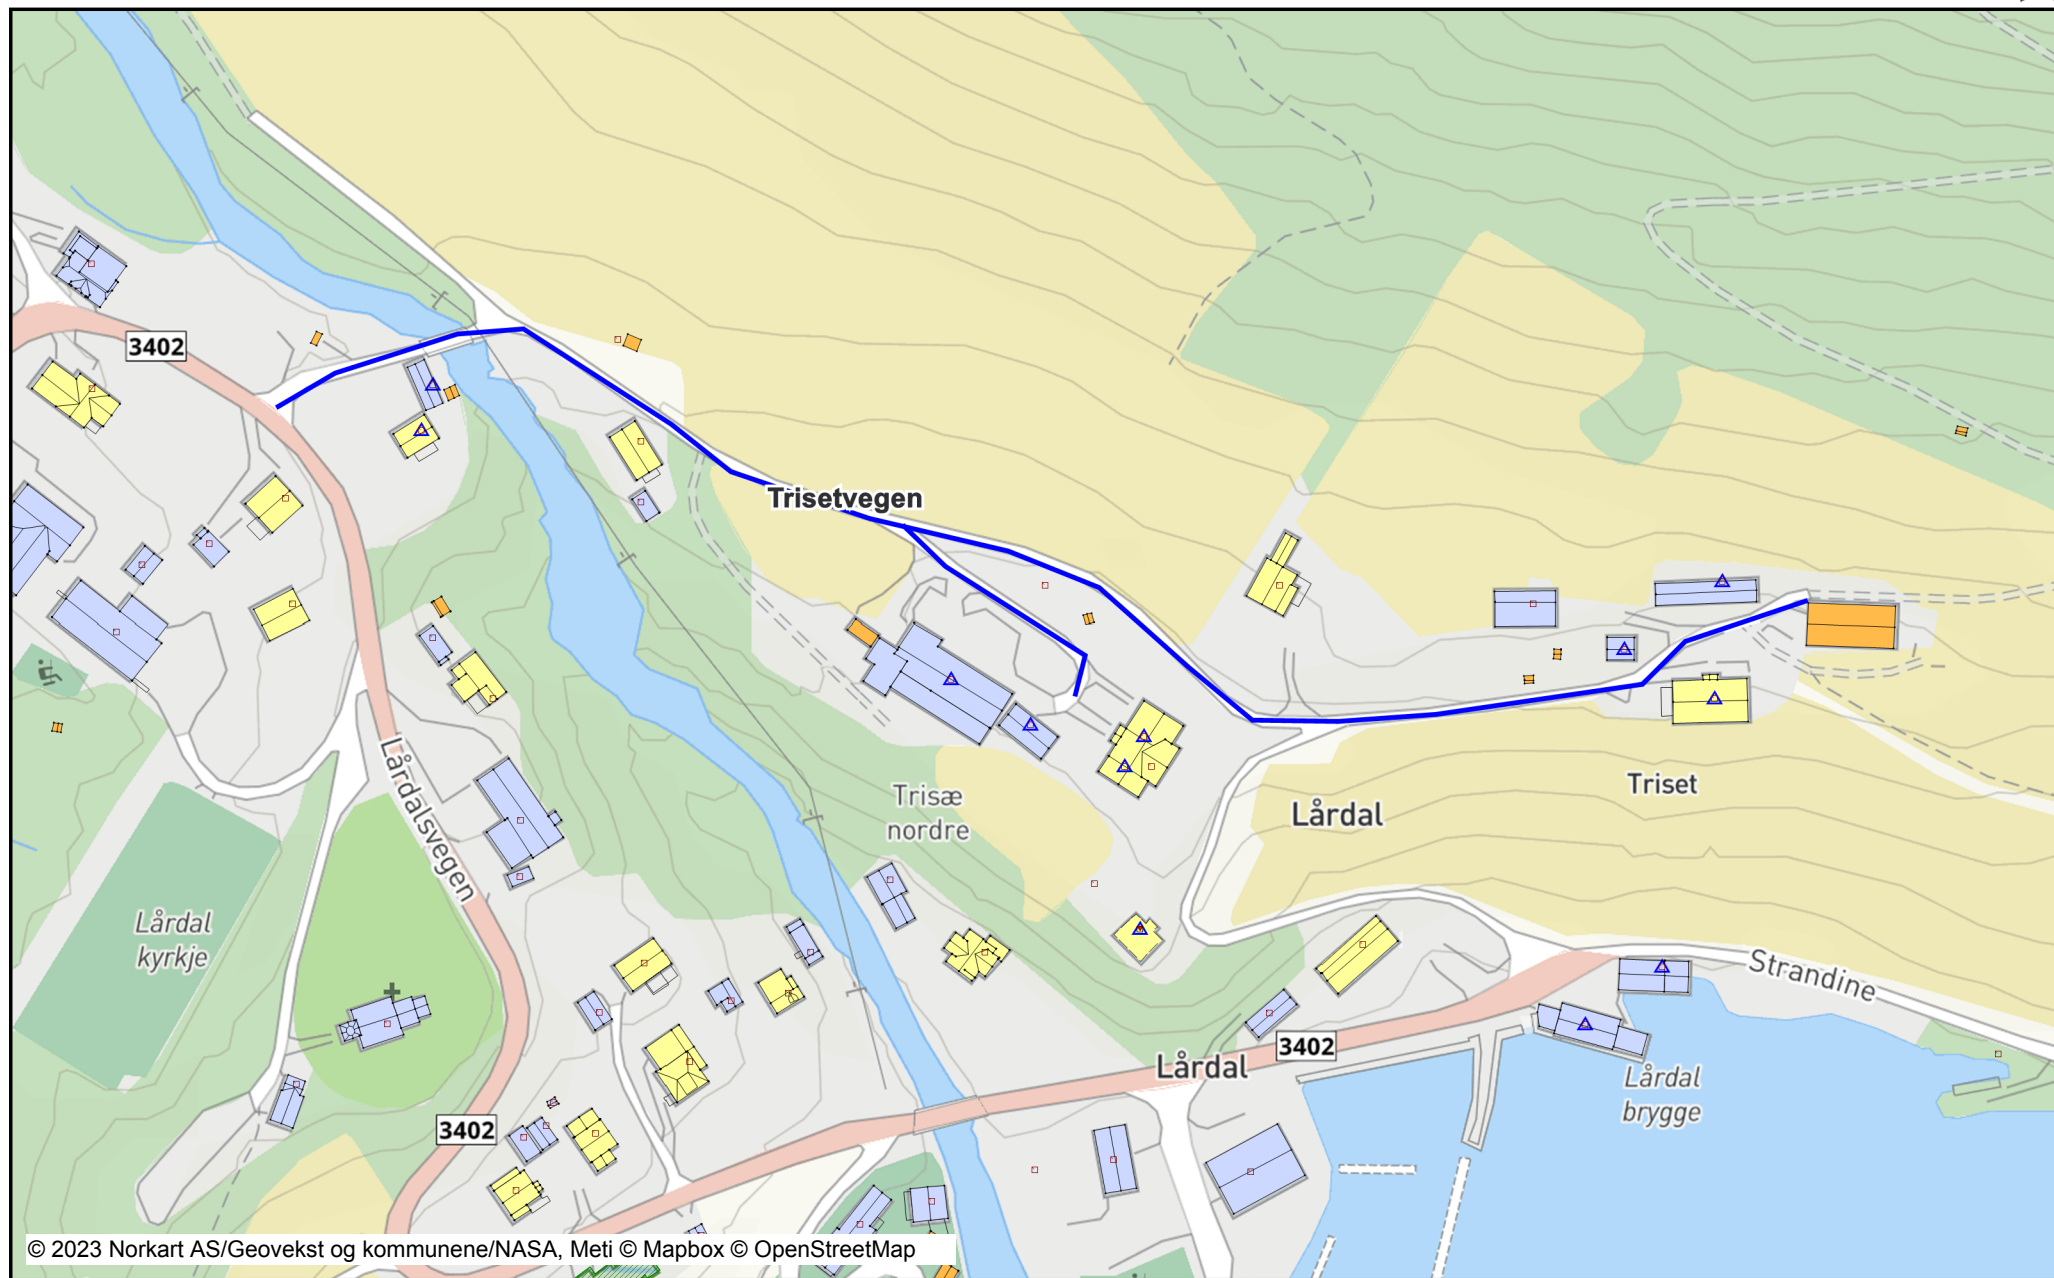 3402
Trisetvegen
Lårdalsvegen
Trisæ
nordre
Lårdal
Triset
Lårdal
kyrkje
Strandine
3402
Lårdal
Lårdal
brygge
3402
© 2023 Norkart AS/Geovekst og kommunene/NASA, Meti © Mapbox © OpenStreetMap